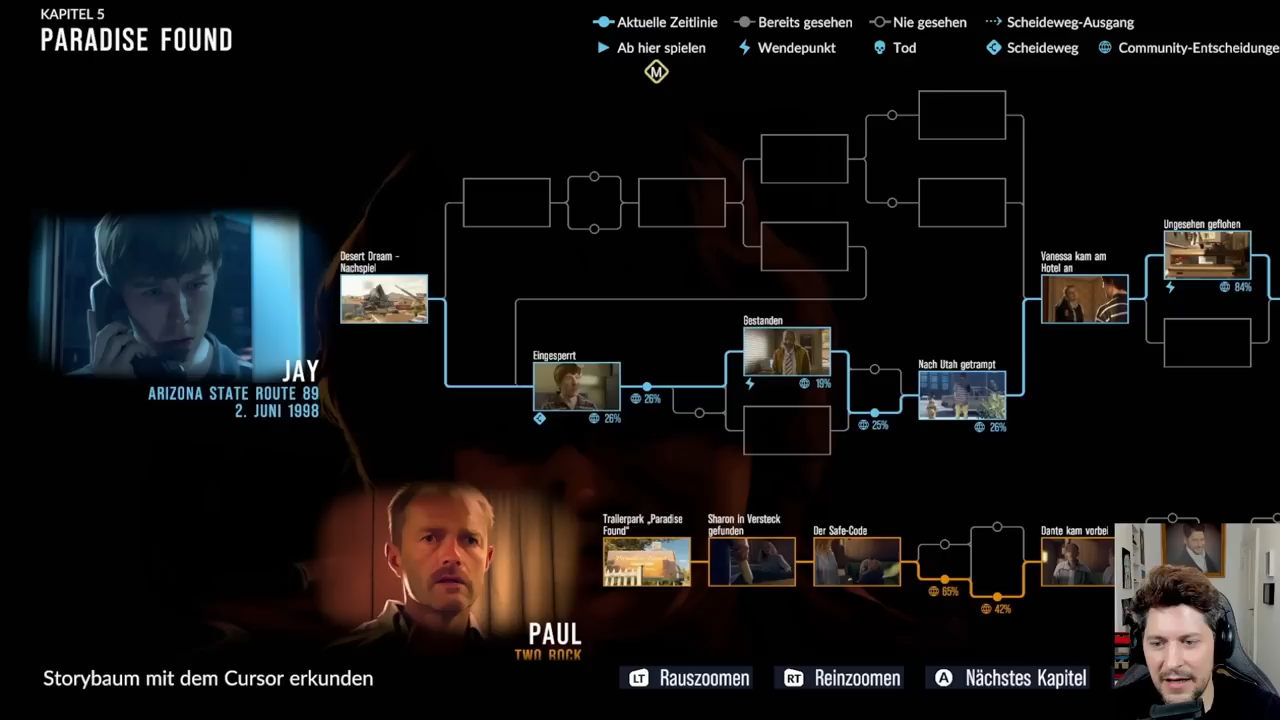 KAPITEL 5
PARADISE FOUND
Aktuelle Zeitlinie
Bereits gesehen
Nie gesehen
Scheideweg-Ausgang
Ab hier spielen
Wendepunkt
Tod
Scheideweg
Community-Entscheidunge
M
Desert Dream –
Nachspiel
JAY
ARIZONA STATE ROUTE 89
2. JUNI 1998
Eingesperrt
26%
26%
Gestanden
19%
25%
Nach Utah getrampt
26%
Vanessa kam am
Hotel an
Ungesehen geflohen
84%
PAUL
TWO ROCK
Trailerpark „Paradise
Found“
Sharon in Versteck
gefunden
Der Safe-Code
65%
42%
Dante kam vorbei
Storybaum mit dem Cursor erkunden
LT Rauszoomen
RT Reinzoomen
A Nächstes Kapitel